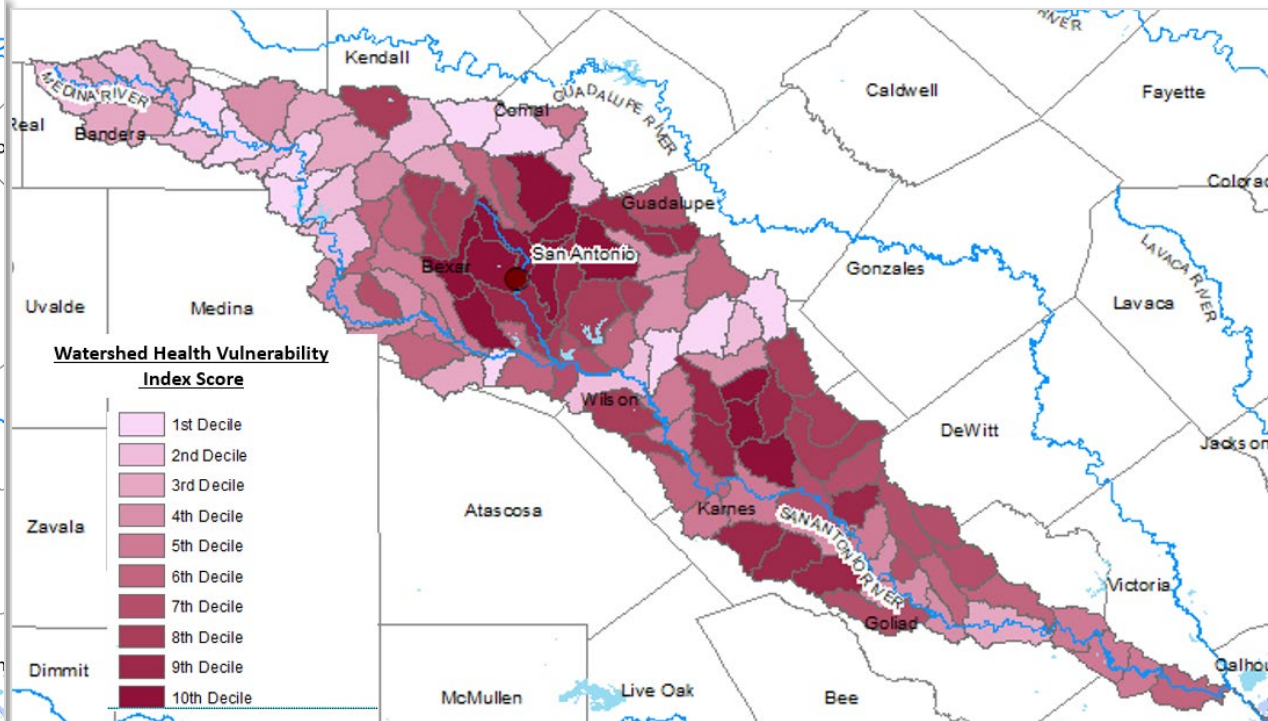 Kendall
RIVER
Caldwell
Fayette
MEDINA RIVER
Real
Bandera
Comal
GUADALUPE RIVER
Colorad
Guadalupe
San Antonio
Bexar
Gonzales
LAVACA RIVER
Lavaca
Uvalde
Medina
Watershed Health Vulnerability
Index Score
1st Decile
2nd Decile
3rd Decile
4th Decile
5th Decile
6th Decile
7th Decile
8th Decile
9th Decile
10th Decile
Wilson
DeWitt
Jackson
Zavala
Atascosa
Karnes
SAN ANTONIO RIVER
Victoria
Goliad
Dimmit
McMullen
Live Oak
Bee
Calhou